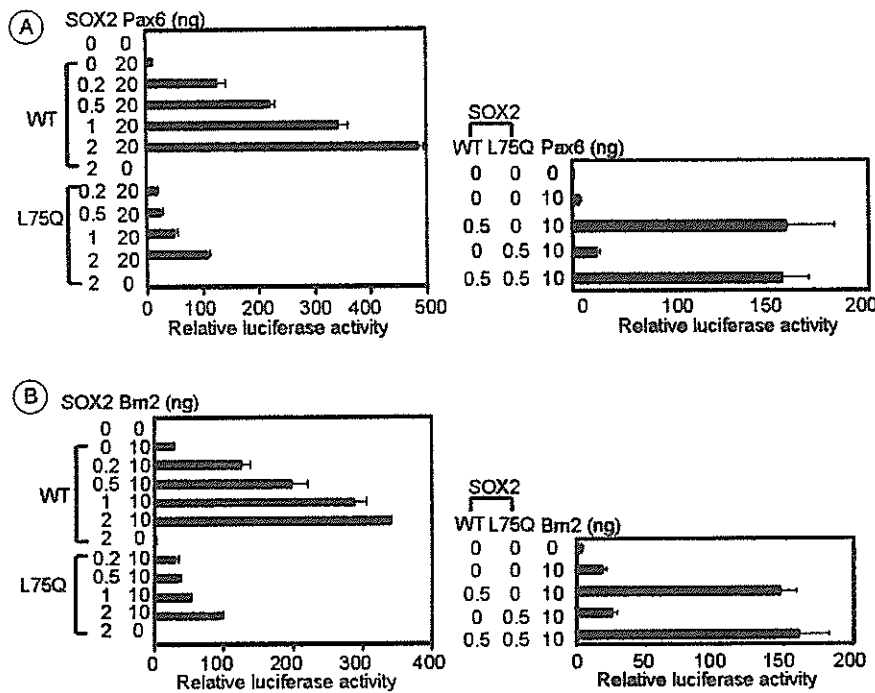 A
SOX2 Pax6 (ng)
0 0
0 20
0.2 20
0.5 20
WT 1 20
2 20
2 0
0.2 20
0.5 20
L75Q 1 20
2 20
2 0
0 100 200 300 400 500
Relative luciferase activity
SOX2
WT L75Q Pax6 (ng)
0 0 0
0 0 10
0.5 0 10
0 0.5 10
0.5 0.5 10
0 100 150 200
Relative luciferase activity
B
SOX2 Bm2 (ng)
0 0
0 10
0.2 10
0.5 10
WT 1 10
2 10
2 0
0.2 10
0.5 10
L75Q 1 10
2 10
2 0
0 100 200 300 400
Relative luciferase activity
SOX2
WT L75Q Bm2 (ng)
0 0 0
0 0 10
0.5 0 10
0 0.5 10
0.5 0.5 10
0 50 100 150 200
Relative luciferase activity